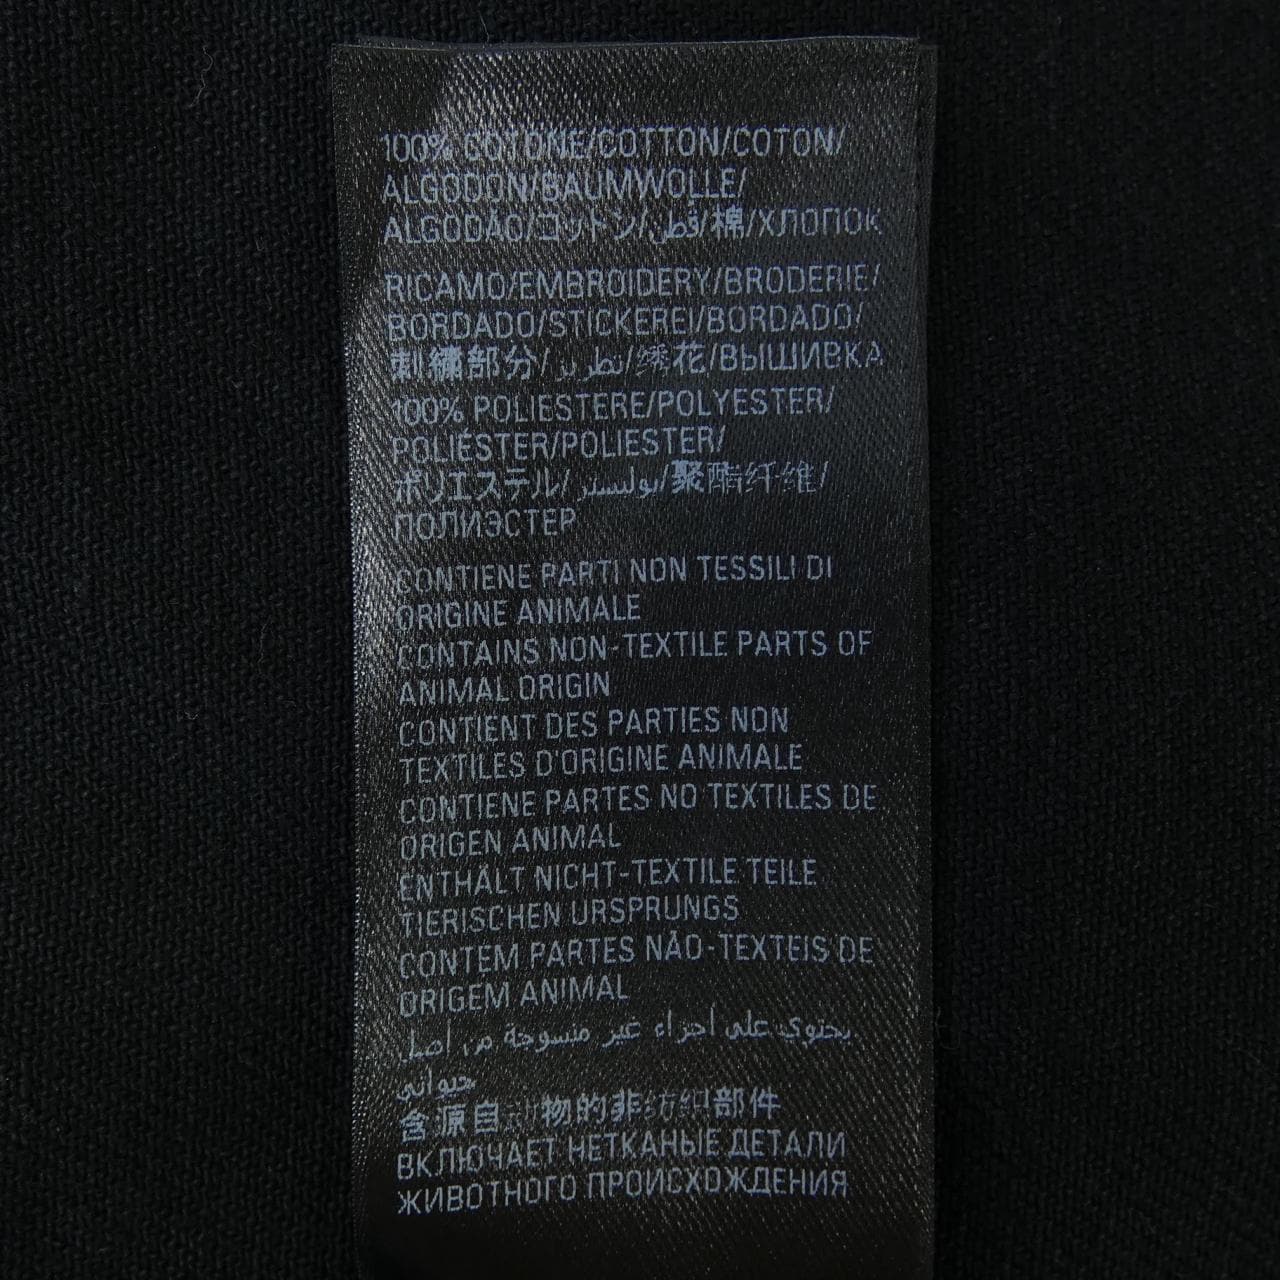 100% COTONE/COTTON/COTON/
ALGODON/BAUMWOLLE/
ALGODÃO/コットン/قطن/棉/ХЛОПОК
RICAMO/EMBROIDERY/BRODERIE/
BORDADO/STICKEREI/BORDADO/
刺繍部分/تطريز/绣花/ВЫШИВКА
100% POLIESTERE/POLYESTER/
POLIÉSTER/POLIESTER/
ポリエステル/بوليستر/聚酯纤维/
ПОЛИЭСТЕР
CONTIENE PARTI NON TESSILI DI
ORIGINE ANIMALE
CONTAINS NON-TEXTILE PARTS OF
ANIMAL ORIGIN
CONTIENT DES PARTIES NON
TEXTILES D'ORIGINE ANIMALE
CONTIENE PARTES NO TEXTILES DE
ORIGEN ANIMAL
ENTHÄLT NICHT-TEXTILE TEILE
TIERISCHEN URSPRUNGS
CONTEM PARTES NÃO-TEXTEIS DE
ORIGEM ANIMAL
يحتوي على أجزاء غير منسوجة من أصل
حيواني
含源自动物的非纺织部件
ВКЛЮЧАЕТ НЕТКАНЫЕ ДЕТАЛИ
ЖИВОТНОГО ПРОИСХОЖДЕНИЯ